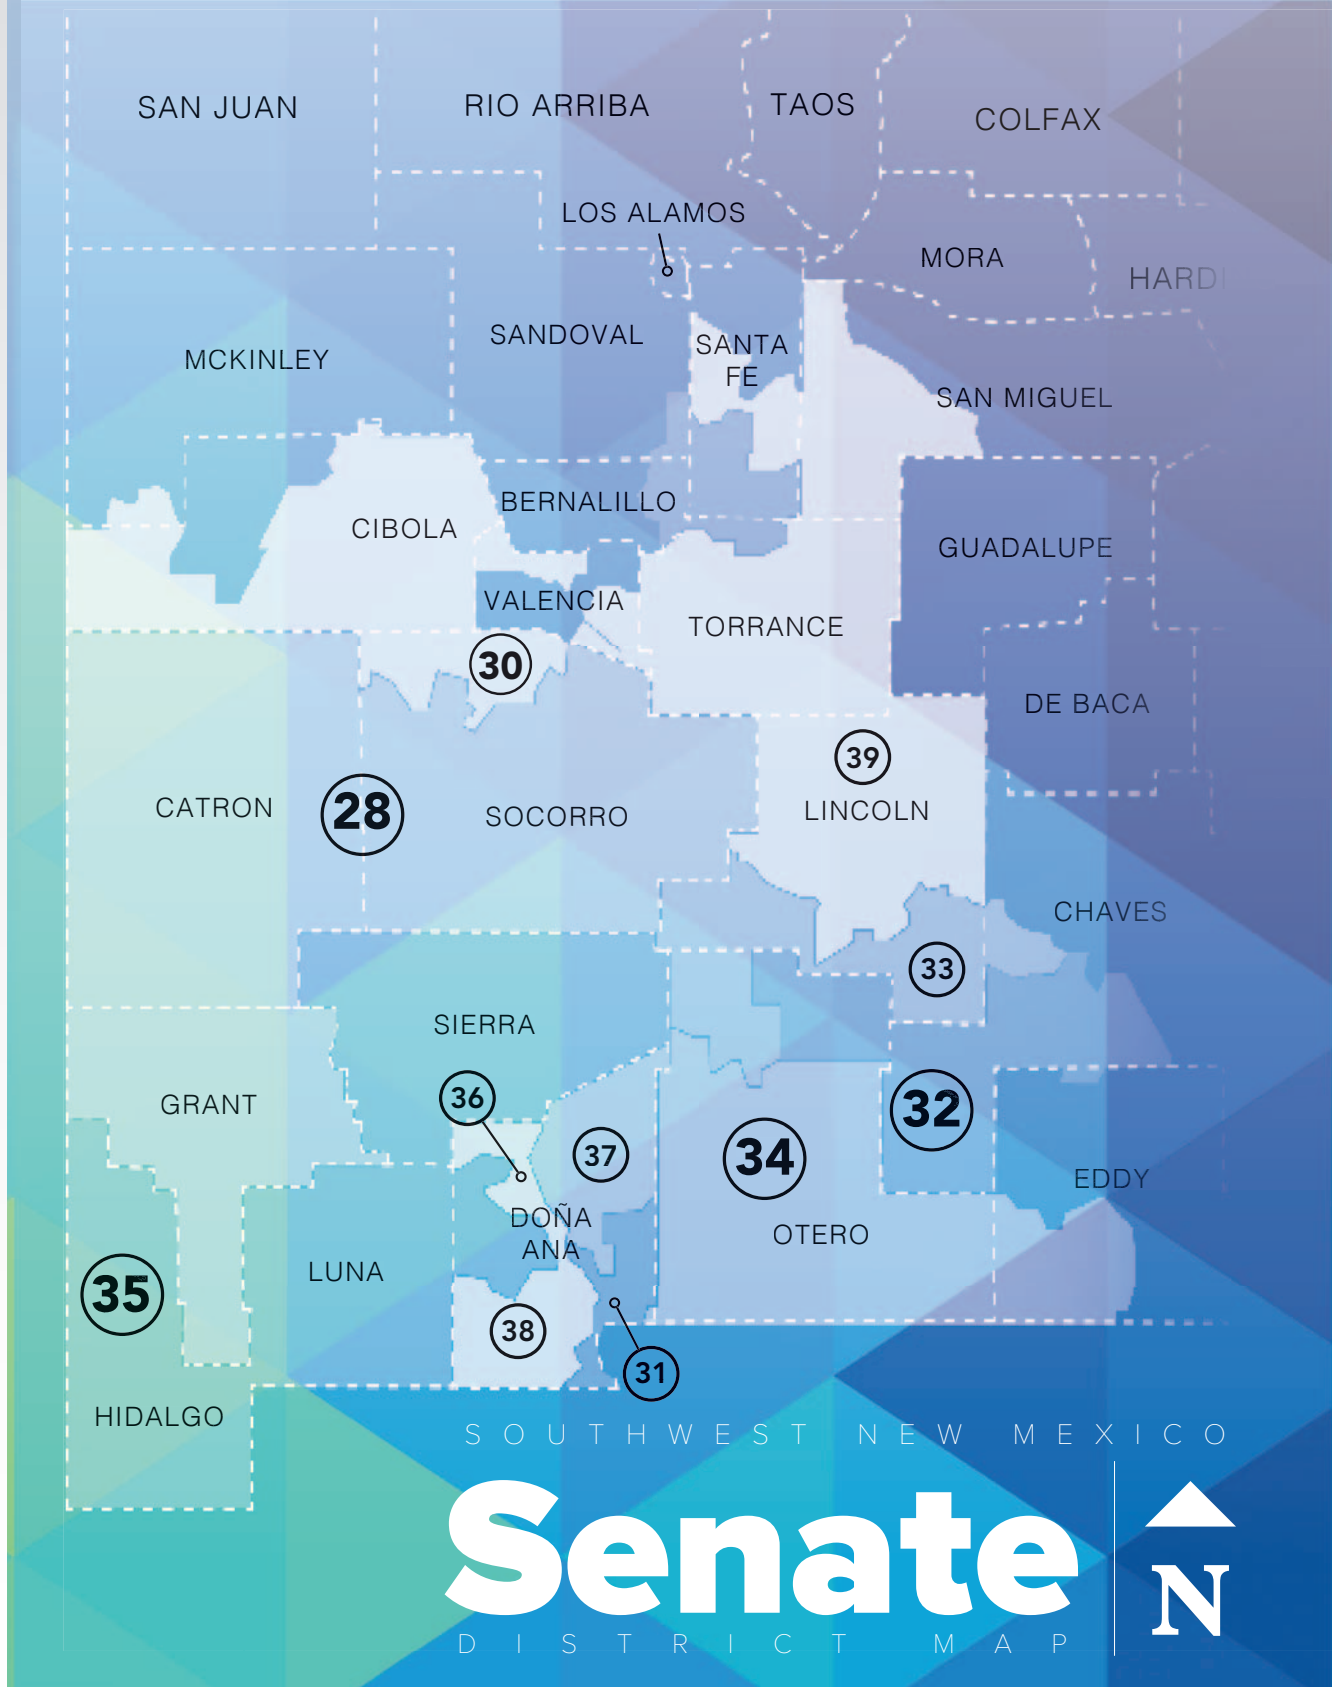 SAN JUAN
RIO ARRIBA
TAOS
COLFAX
LOS ALAMOS
MORA
HARDI
SANDOVAL
SANTA
FE
MCKINLEY
SAN MIGUEL
BERNALILLO
CIBOLA
GUADALUPE
VALENCIA
TORRANCE
30
DE BACA
39
CATRON
28
SOCORRO
LINCOLN
CHAVES
33
SIERRA
36
GRANT
32
37
34
EDDY
DOÑA
ANA
OTERO
LUNA
35
38
31
HIDALGO
SOUTHWEST NEW MEXICO
Senate
DISTRICT MAP
N